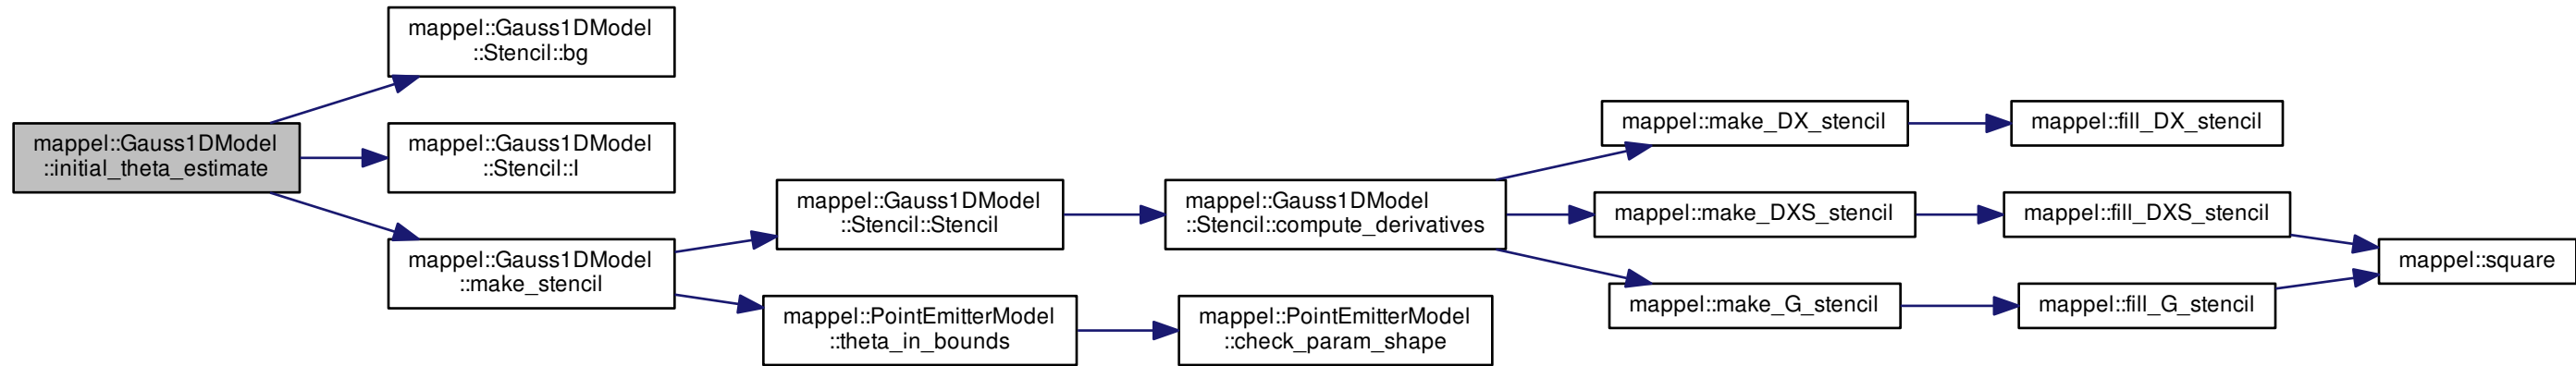 mappel::Gauss1DModel
::initial_theta_estimate
mappel::Gauss1DModel
::Stencil::bg
mappel::Gauss1DModel
::Stencil::I
mappel::Gauss1DModel
::make_stencil
mappel::Gauss1DModel
::Stencil::Stencil
mappel::PointEmitterModel
::theta_in_bounds
mappel::Gauss1DModel
::Stencil::compute_derivatives
mappel::PointEmitterModel
::check_param_shape
mappel::make_DX_stencil
mappel::make_DXS_stencil
mappel::make_G_stencil
mappel::fill_DX_stencil
mappel::fill_DXS_stencil
mappel::fill_G_stencil
mappel::square